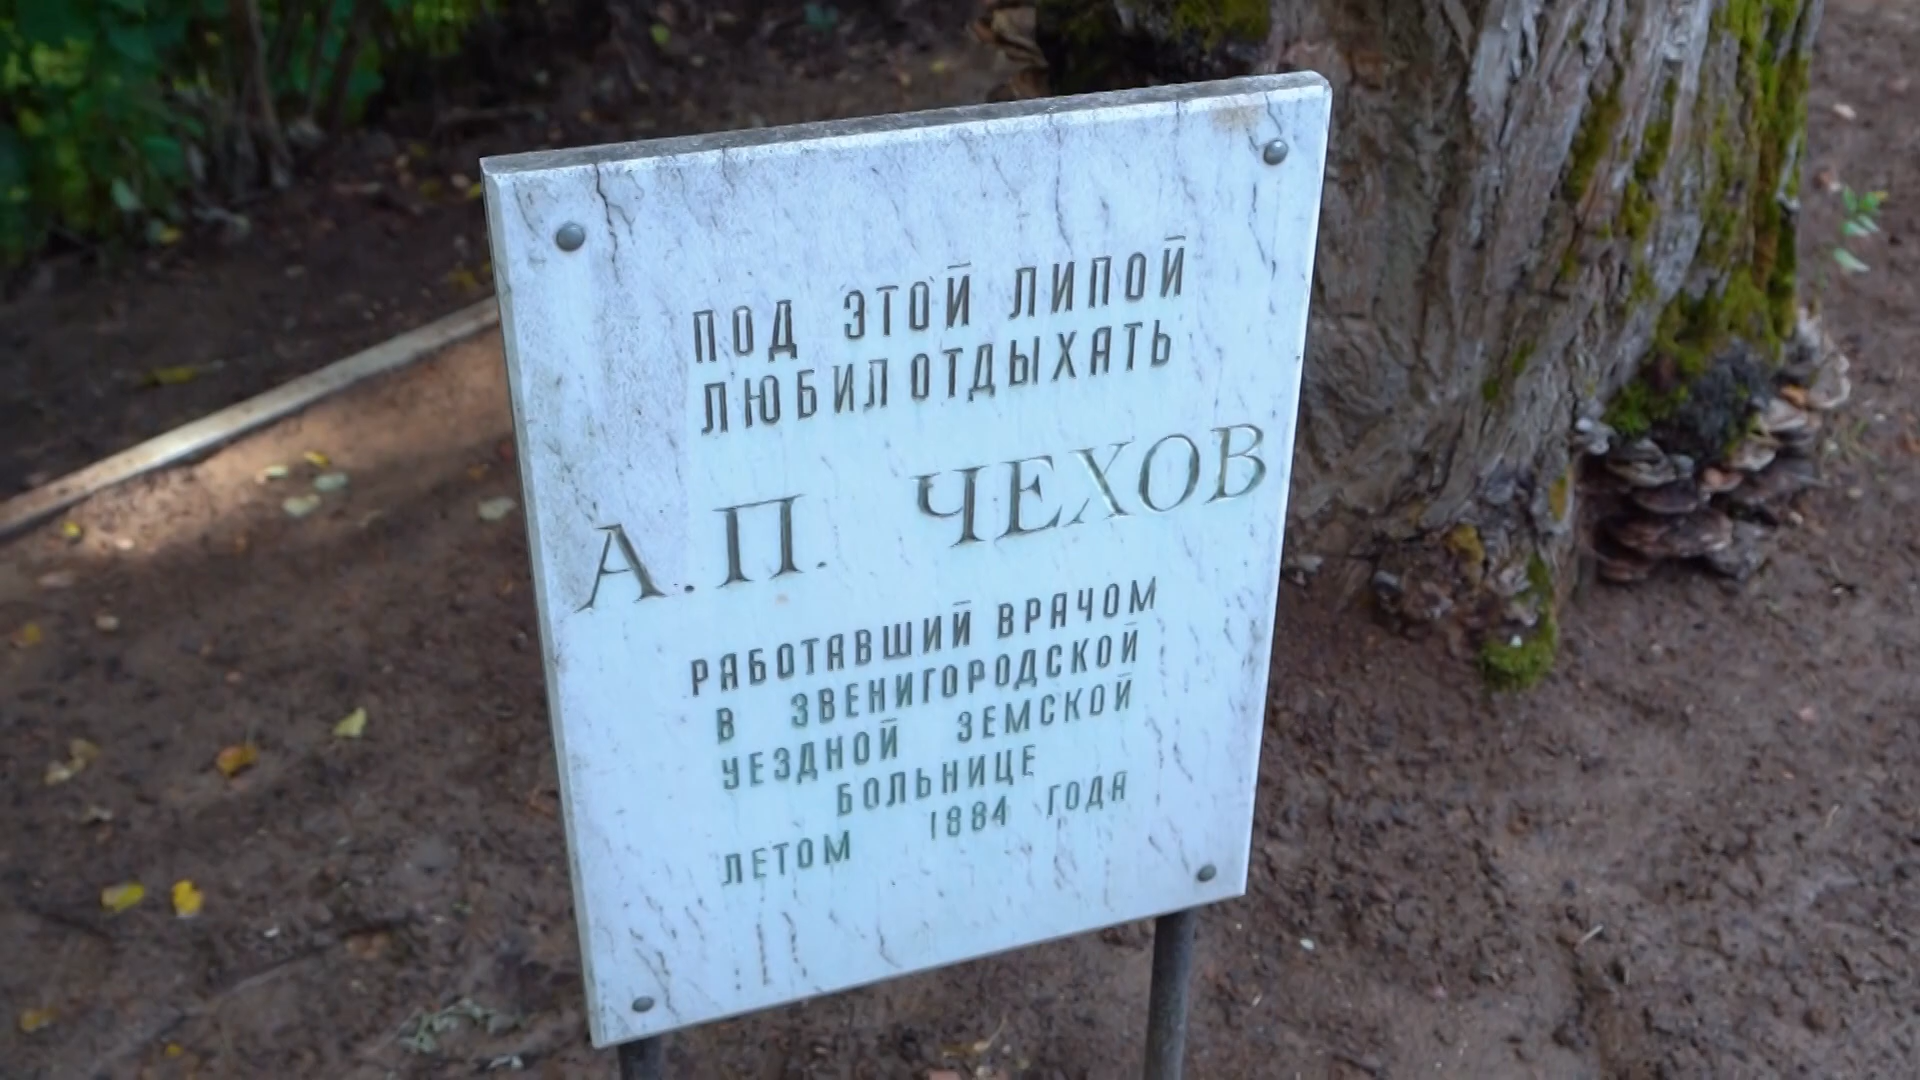 ПОД ЭТОЙ ЛИПОЙ
ЛЮБИЛ ОТДЫХАТЬ
А.П. ЧЕХОВ
РАБОТАВШИЙ ВРАЧОМ
В ЗВЕНИГОРОДСКОЙ
УЕЗДНОЙ ЗЕМСКОЙ
БОЛЬНИЦЕ
ЛЕТОМ 1884 ГОДА